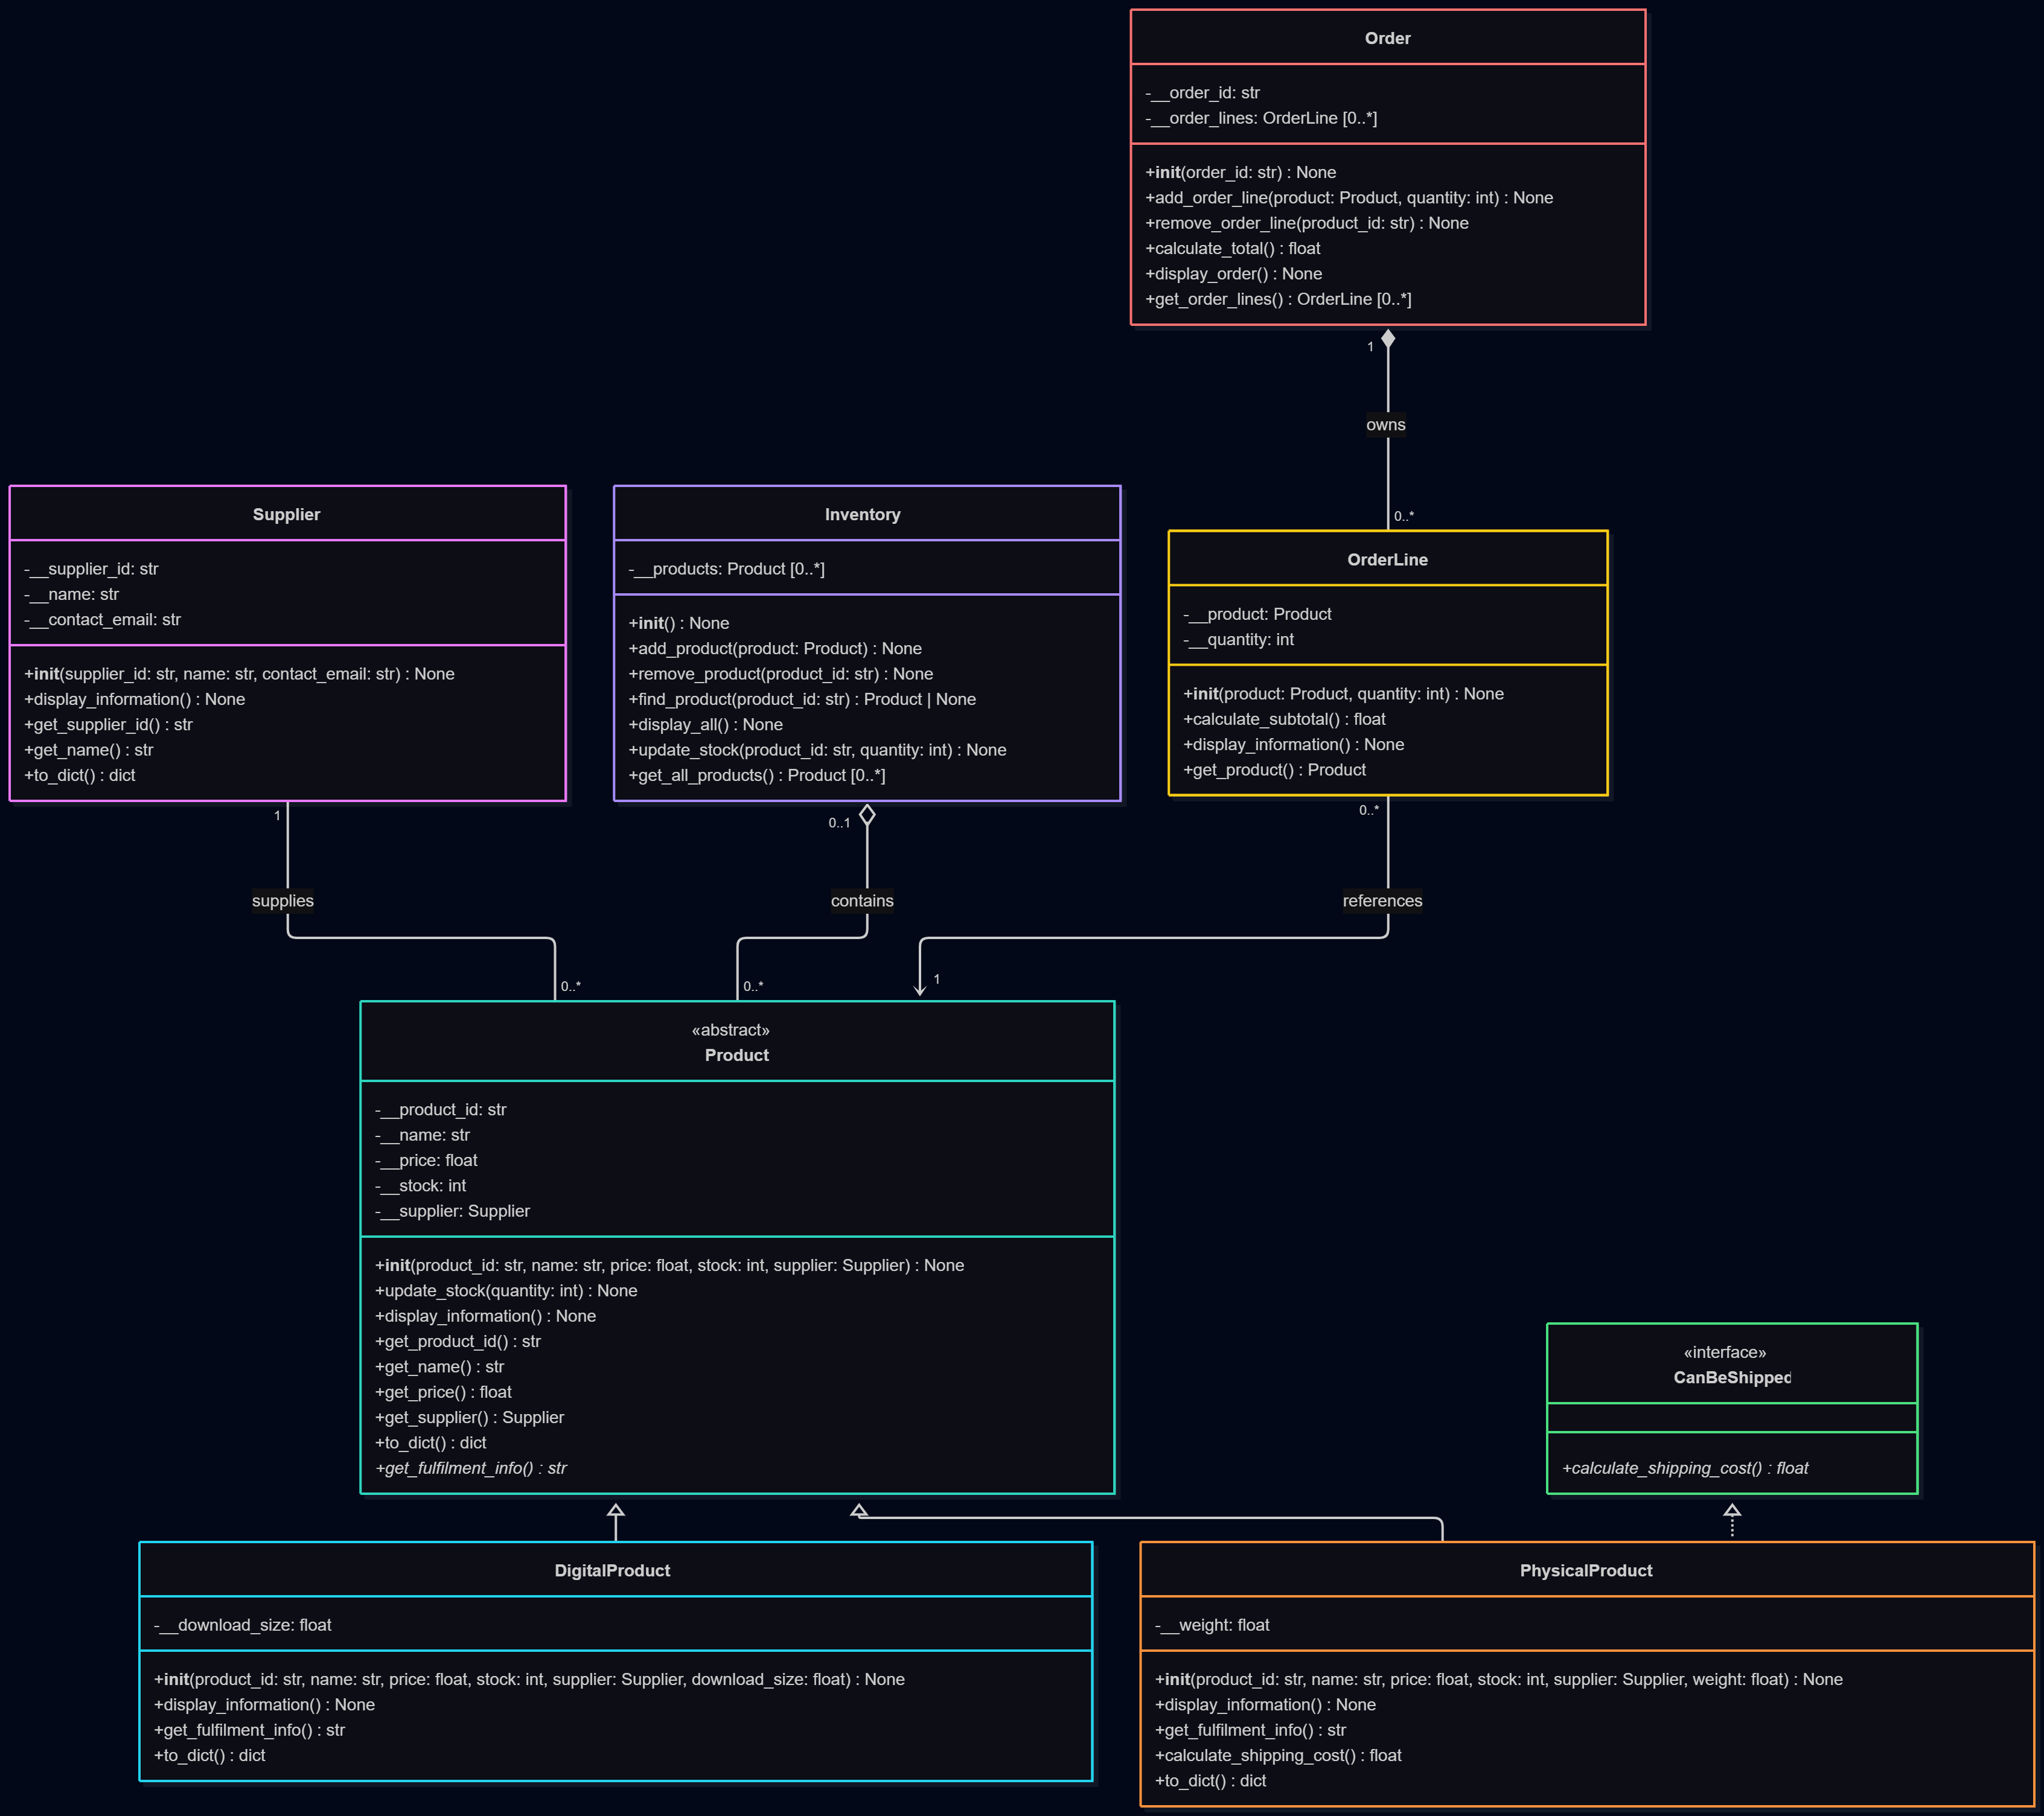 Order
-__order_id: str
-__order_lines: OrderLine [0..*]
+init(order_id: str) : None
+add_order_line(product: Product, quantity: int) : None
+remove_order_line(product_id: str) : None
+calculate_total() : float
+display_order() : None
+get_order_lines() : OrderLine [0..*]
1
owns
0..*
Supplier
-__supplier_id: str
-__name: str
-__contact_email: str
+init(supplier_id: str, name: str, contact_email: str) : None
+display_information() : None
+get_supplier_id() : str
+get_name() : str
+to_dict() : dict
Inventory
-__products: Product [0..*]
+init() : None
+add_product(product: Product) : None
+remove_product(product_id: str) : None
+find_product(product_id: str) : Product | None
+display_all() : None
+update_stock(product_id: str, quantity: int) : None
+get_all_products() : Product [0..*]
OrderLine
-__product: Product
-__quantity: int
+init(product: Product, quantity: int) : None
+calculate_subtotal() : float
+display_information() : None
+get_product() : Product
1
supplies
0..*
0..1
contains
0..*
0..*
references
1
«abstract»
Product
-__product_id: str
-__name: str
-__price: float
-__stock: int
-__supplier: Supplier
+init(product_id: str, name: str, price: float, stock: int, supplier: Supplier) : None
+update_stock(quantity: int) : None
+display_information() : None
+get_product_id() : str
+get_name() : str
+get_price() : float
+get_supplier() : Supplier
+to_dict() : dict
+get_fulfilment_info() : str
«interface»
CanBeShipped
+calculate_shipping_cost() : float
DigitalProduct
-__download_size: float
+init(product_id: str, name: str, price: float, stock: int, supplier: Supplier, download_size: float) : None
+display_information() : None
+get_fulfilment_info() : str
+to_dict() : dict
PhysicalProduct
-__weight: float
+init(product_id: str, name: str, price: float, stock: int, supplier: Supplier, weight: float) : None
+display_information() : None
+get_fulfilment_info() : str
+calculate_shipping_cost() : float
+to_dict() : dict